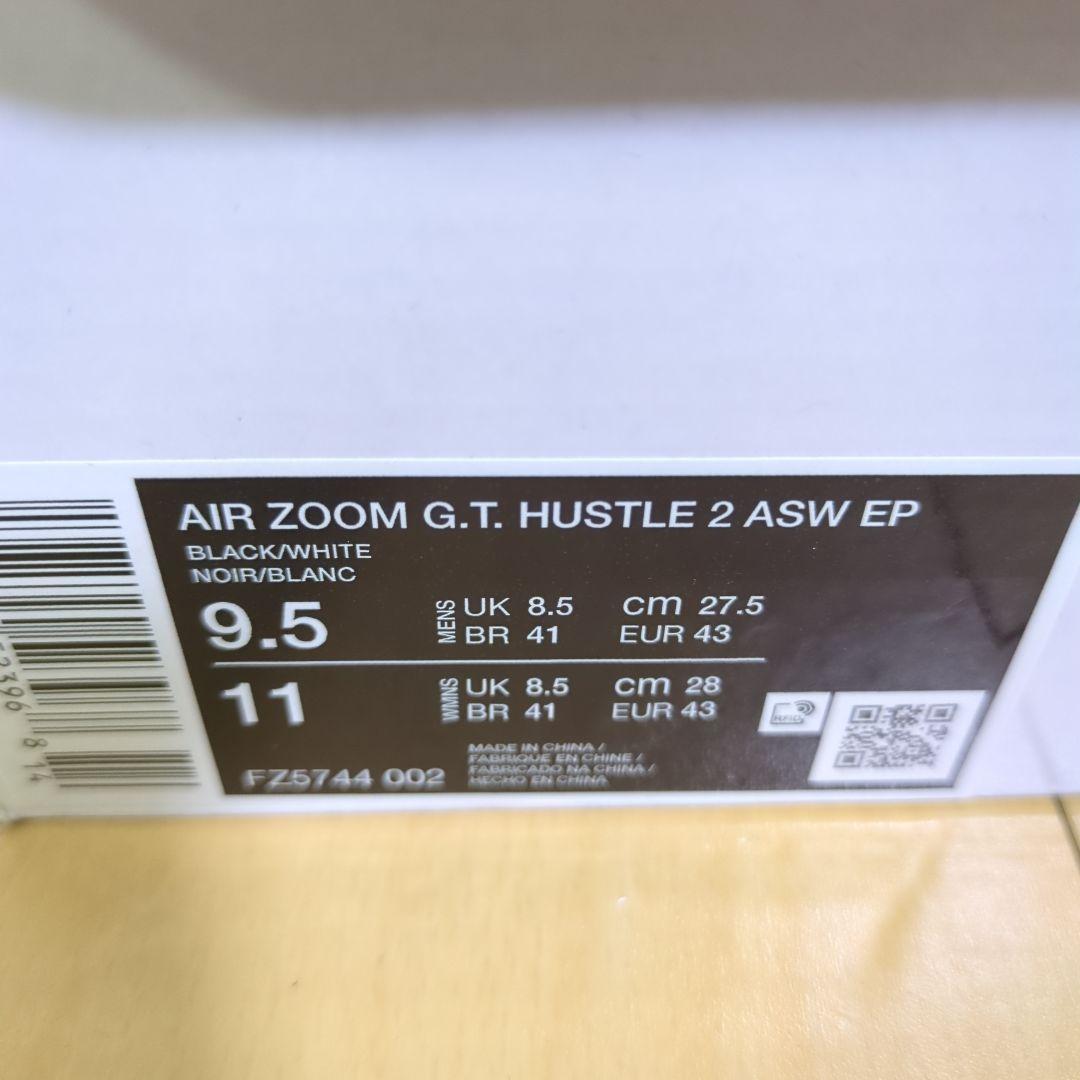 AIR ZOOM G.T. HUSTLE 2 ASW EP
BLACK/WHITE
NOIR/BLANC
9.5
MENS
UK 8.5 cm 27.5
BR 41 EUR 43
11
WMNS
UK 8.5 cm 28
BR 41 EUR 43
RFID
MADE IN CHINA /
FABRIQUE EN CHINE /
FABRICADO NA CHINA /
HECHO EN CHINA
FZ5744 002